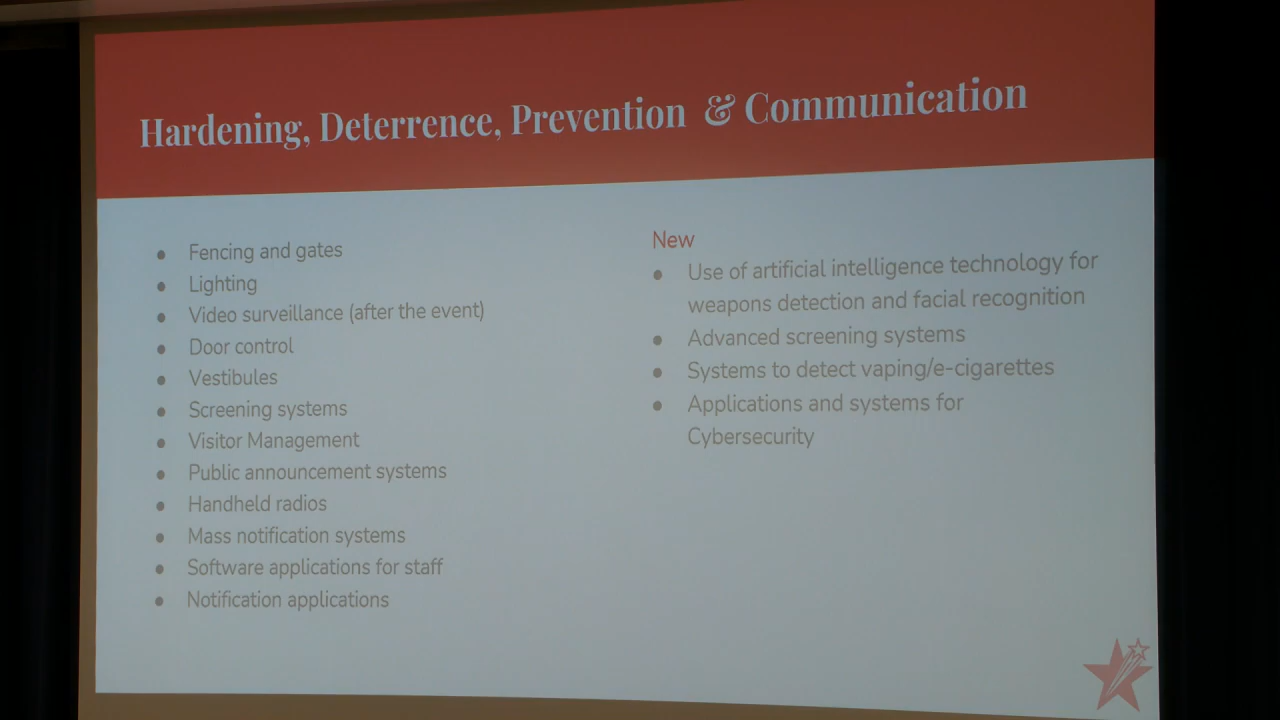 Hardening, Deterrence, Prevention & Communication
Fencing and gates
Lighting
Video surveillance (after the event)
Door control
Vestibules
Screening systems
Visitor Management
Public announcement systems
Handheld radios
Mass notification systems
Software applications for staff
Notification applications
New
Use of artificial intelligence technology for
weapons detection and facial recognition
Advanced screening systems
Systems to detect vaping/e-cigarettes
Applications and systems for
Cybersecurity